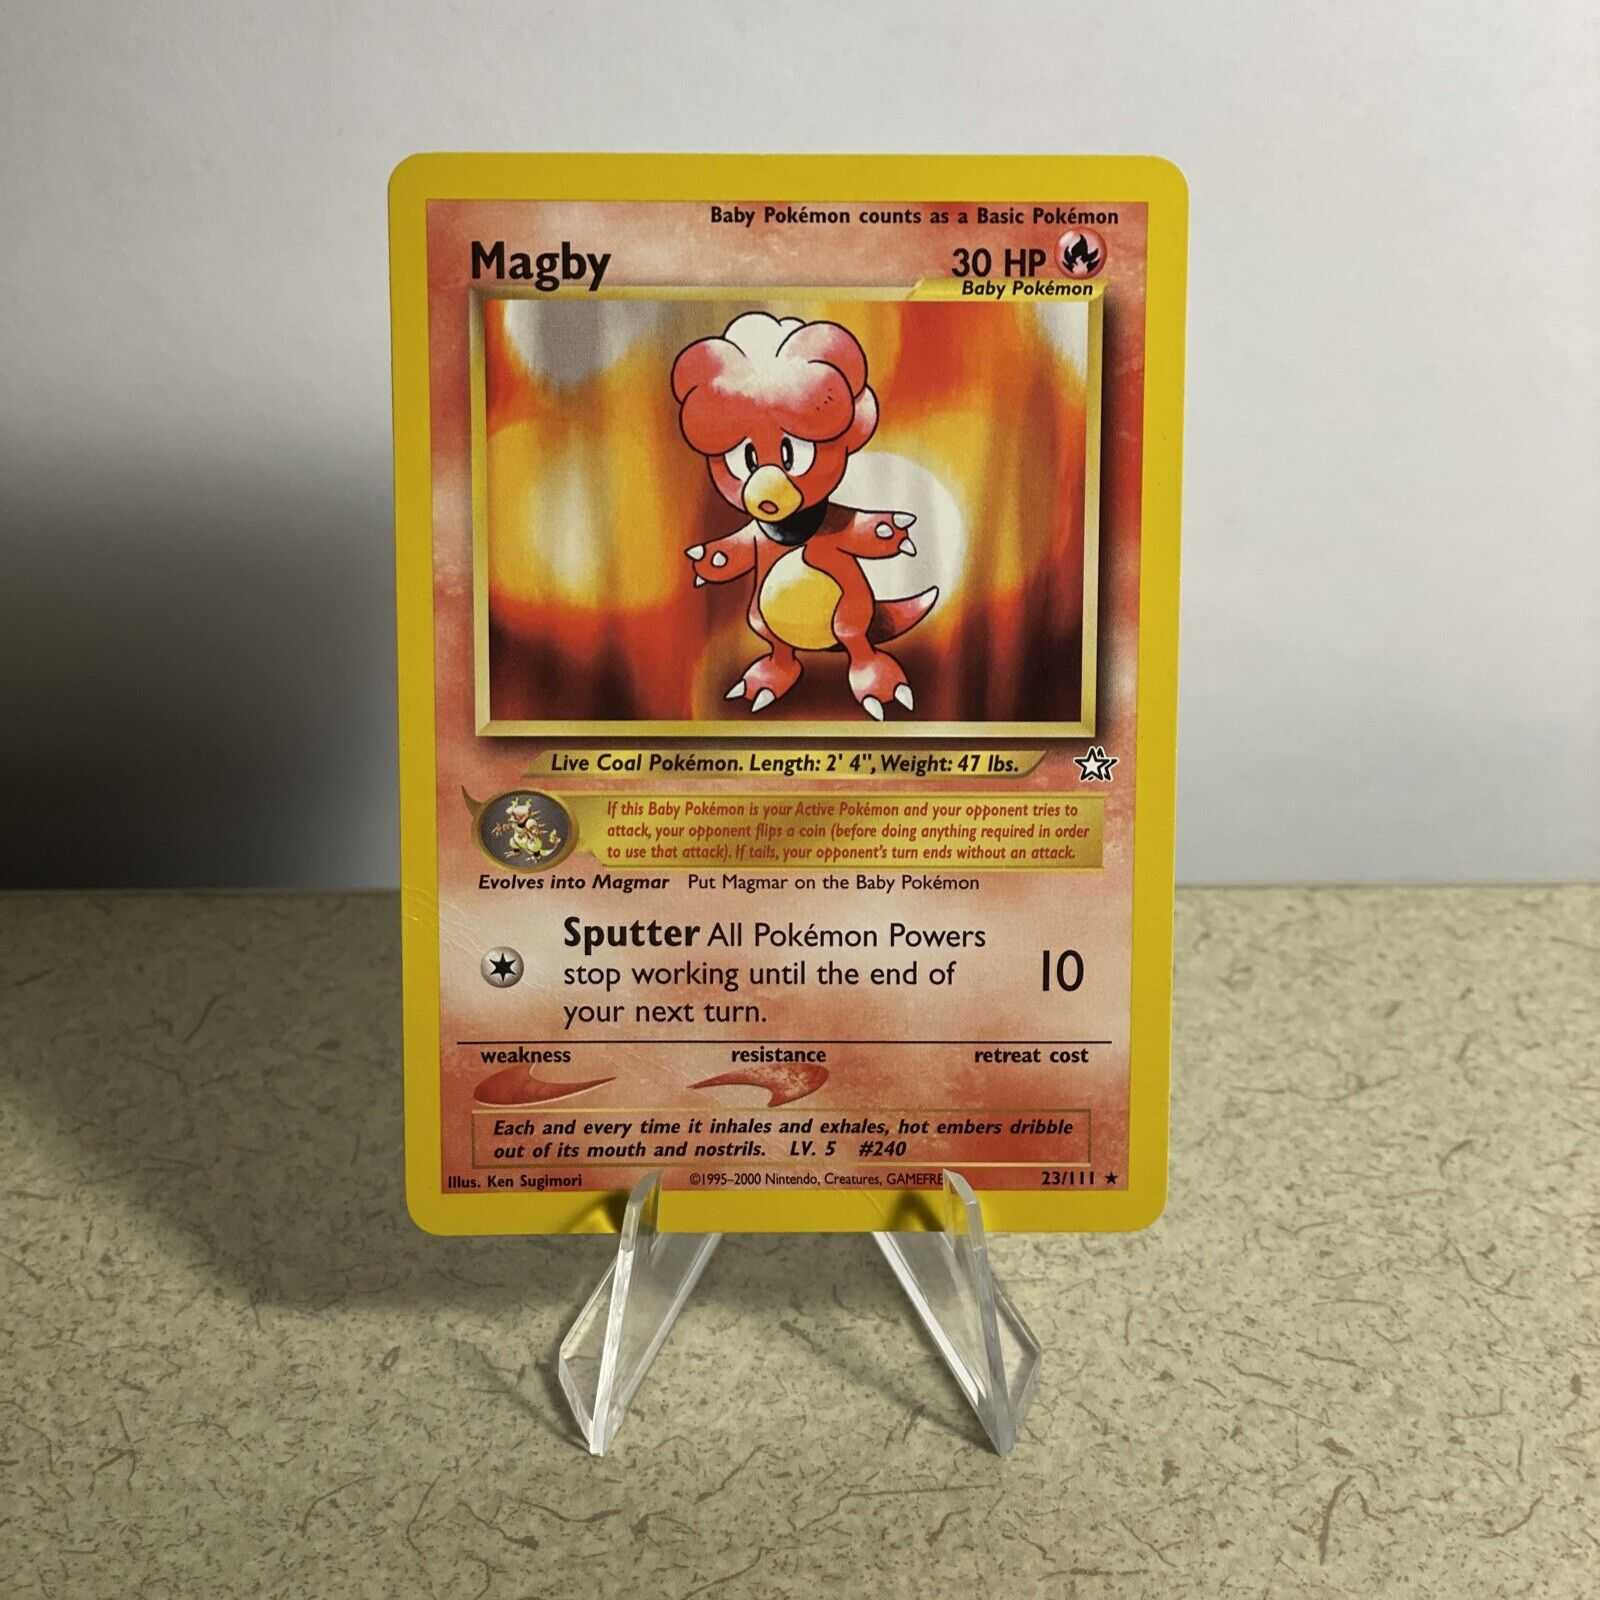 Baby Pokémon counts as a Basic Pokémon
Magby
30 HP
Baby Pokémon
Live Coal Pokémon. Length: 2' 4", Weight: 47 lbs.
If this Baby Pokémon is your Active Pokémon and your opponent tries to
attack, your opponent flips a coin (before doing anything required in order
to use that attack). If tails, your opponent's turn ends without an attack.
Evolves into Magmar Put Magmar on the Baby Pokémon
Sputter All Pokémon Powers
stop working until the end of
your next turn.
10
weakness
resistance
retreat cost
Each and every time it inhales and exhales, hot embers dribble
out of its mouth and nostrils. LV. 5 #240
Illus. Ken Sugimori
©1995–2000 Nintendo, Creatures, GAMEFRE
23/111 ★